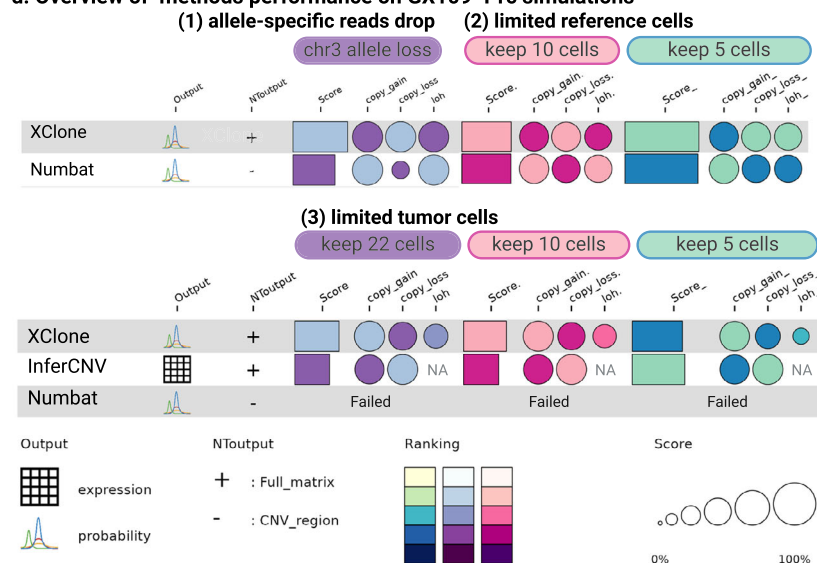 (1) allele-specific reads drop (2) limited reference cells
chr3 allele loss keep 10 cells keep 5 cells
Output NToutput Score copy_gain copy_loss loh Score. copy_gain. copy_loss. loh. Score_ copy_gain_ copy_loss_ loh_
XClone +
Numbat -
(3) limited tumor cells
keep 22 cells keep 10 cells keep 5 cells
Output NToutput Score copy_gain copy_loss loh Score. copy_gain. copy_loss. loh. Score_ copy_gain_ copy_loss_ loh
XClone +
InferCNV + NA NA NA
Numbat - Failed Failed Failed
Output NToutput Ranking Score
expression + : Full_matrix
probability - : CNV_region
0% 100%